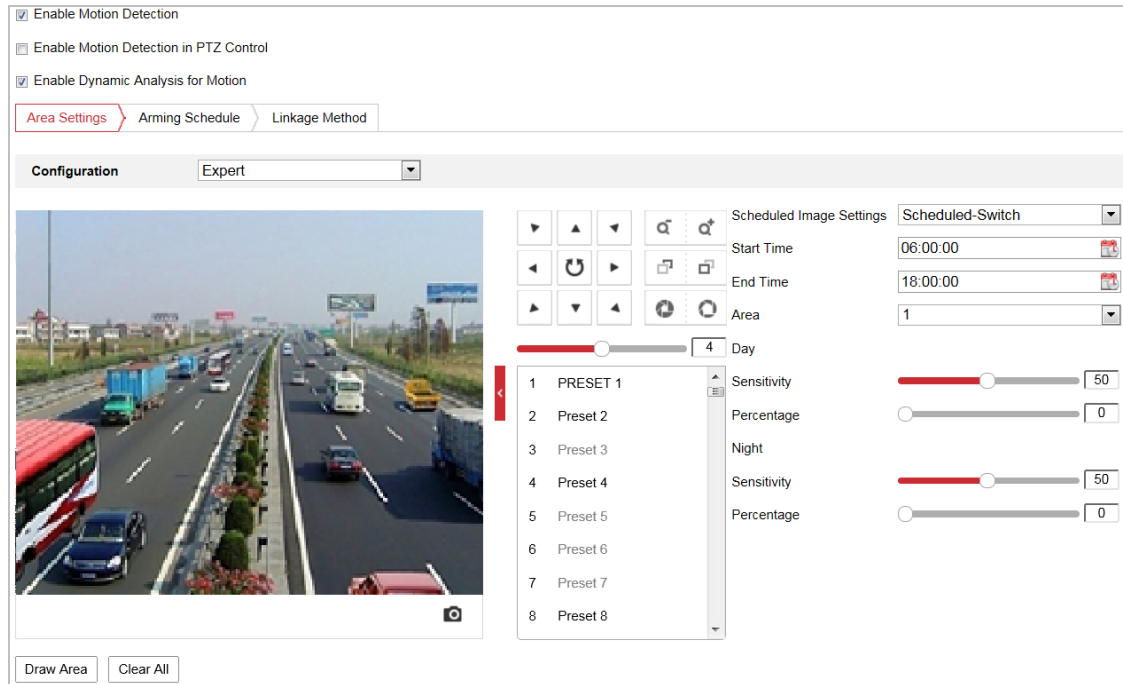 Enable Motion Detection
Enable Motion Detection in PTZ Control
Enable Dynamic Analysis for Motion
Area Settings Arming Schedule Linkage Method
Configuration Expert
Scheduled Image Settings Scheduled-Switch
Start Time 06:00:00
End Time 18:00:00
Area 1
4
Day
Sensitivity 50
Percentage 0
Night
Sensitivity 50
Percentage 0
1 PRESET 1
2 Preset 2
3 Preset 3
4 Preset 4
5 Preset 5
6 Preset 6
7 Preset 7
8 Preset 8
Draw Area Clear All